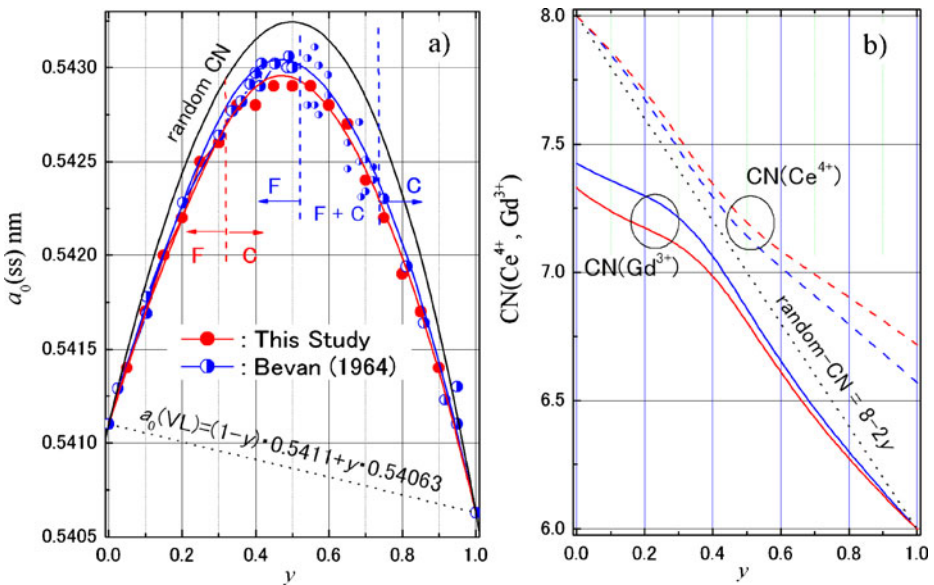 a)
0.5430
0.5425
0.5420
0.5415
0.5410
0.5405
a₀(ss) nm
random CN
F
F + C
C
F
C
: This Study
: Bevan (1964)
a₀(VL)=(1-y)·0.5411+y·0.54063
0.0 0.2 0.4 0.6 0.8 1.0
y
b)
8.0
7.5
7.0
6.5
6.0
CN(Ce⁴⁺, Gd³⁺)
CN(Ce⁴⁺)
CN(Gd³⁺)
random-CN = 8-2y
0.0 0.2 0.4 0.6 0.8 1.0
y